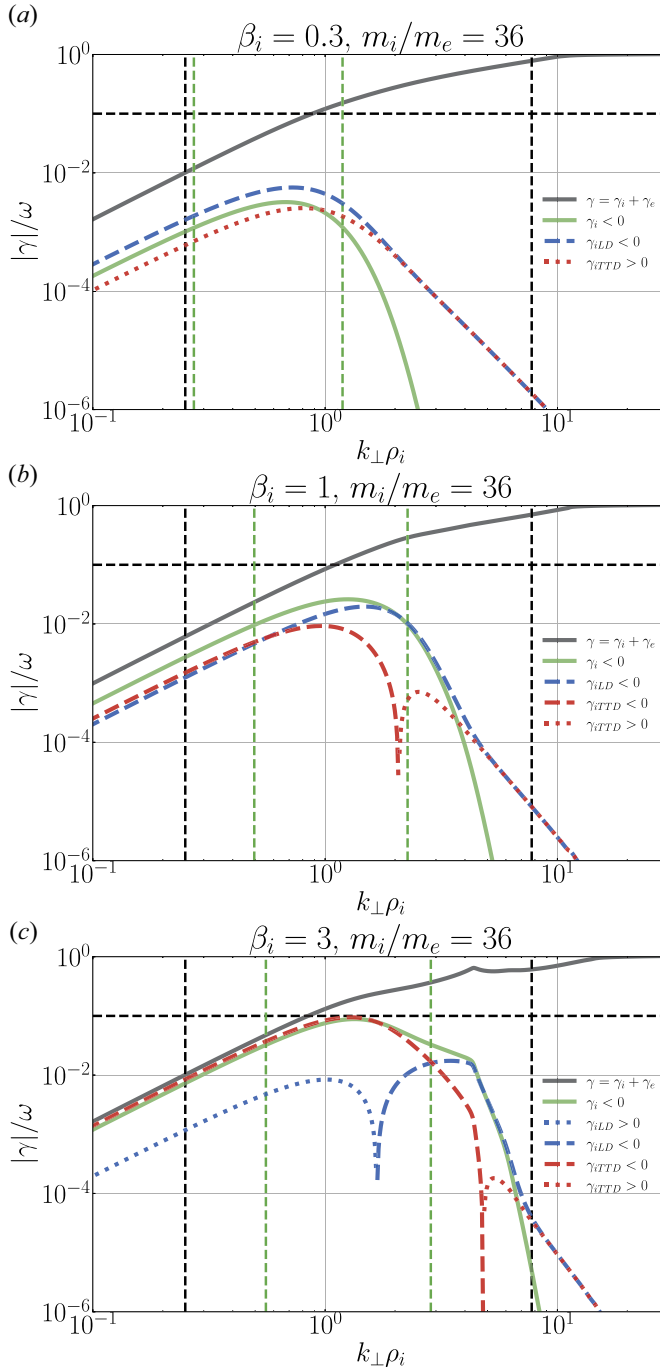 (a)
βi = 0.3, mi/me = 36
|γ|/ω
10^0
10^−2
10^−4
10^−6
γ = γi + γe
γi < 0
γiLD < 0
γiTTD > 0
10^−1
10^0
10^1
k⊥ρi
(b)
βi = 1, mi/me = 36
|γ|/ω
10^0
10^−2
10^−4
10^−6
γ = γi + γe
γi < 0
γiLD < 0
γiTTD < 0
γiTTD > 0
10^−1
10^0
10^1
k⊥ρi
(c)
βi = 3, mi/me = 36
|γ|/ω
10^0
10^−2
10^−4
10^−6
γ = γi + γe
γi < 0
γiLD > 0
γiLD < 0
γiTTD < 0
γiTTD > 0
10^−1
10^0
10^1
k⊥ρi